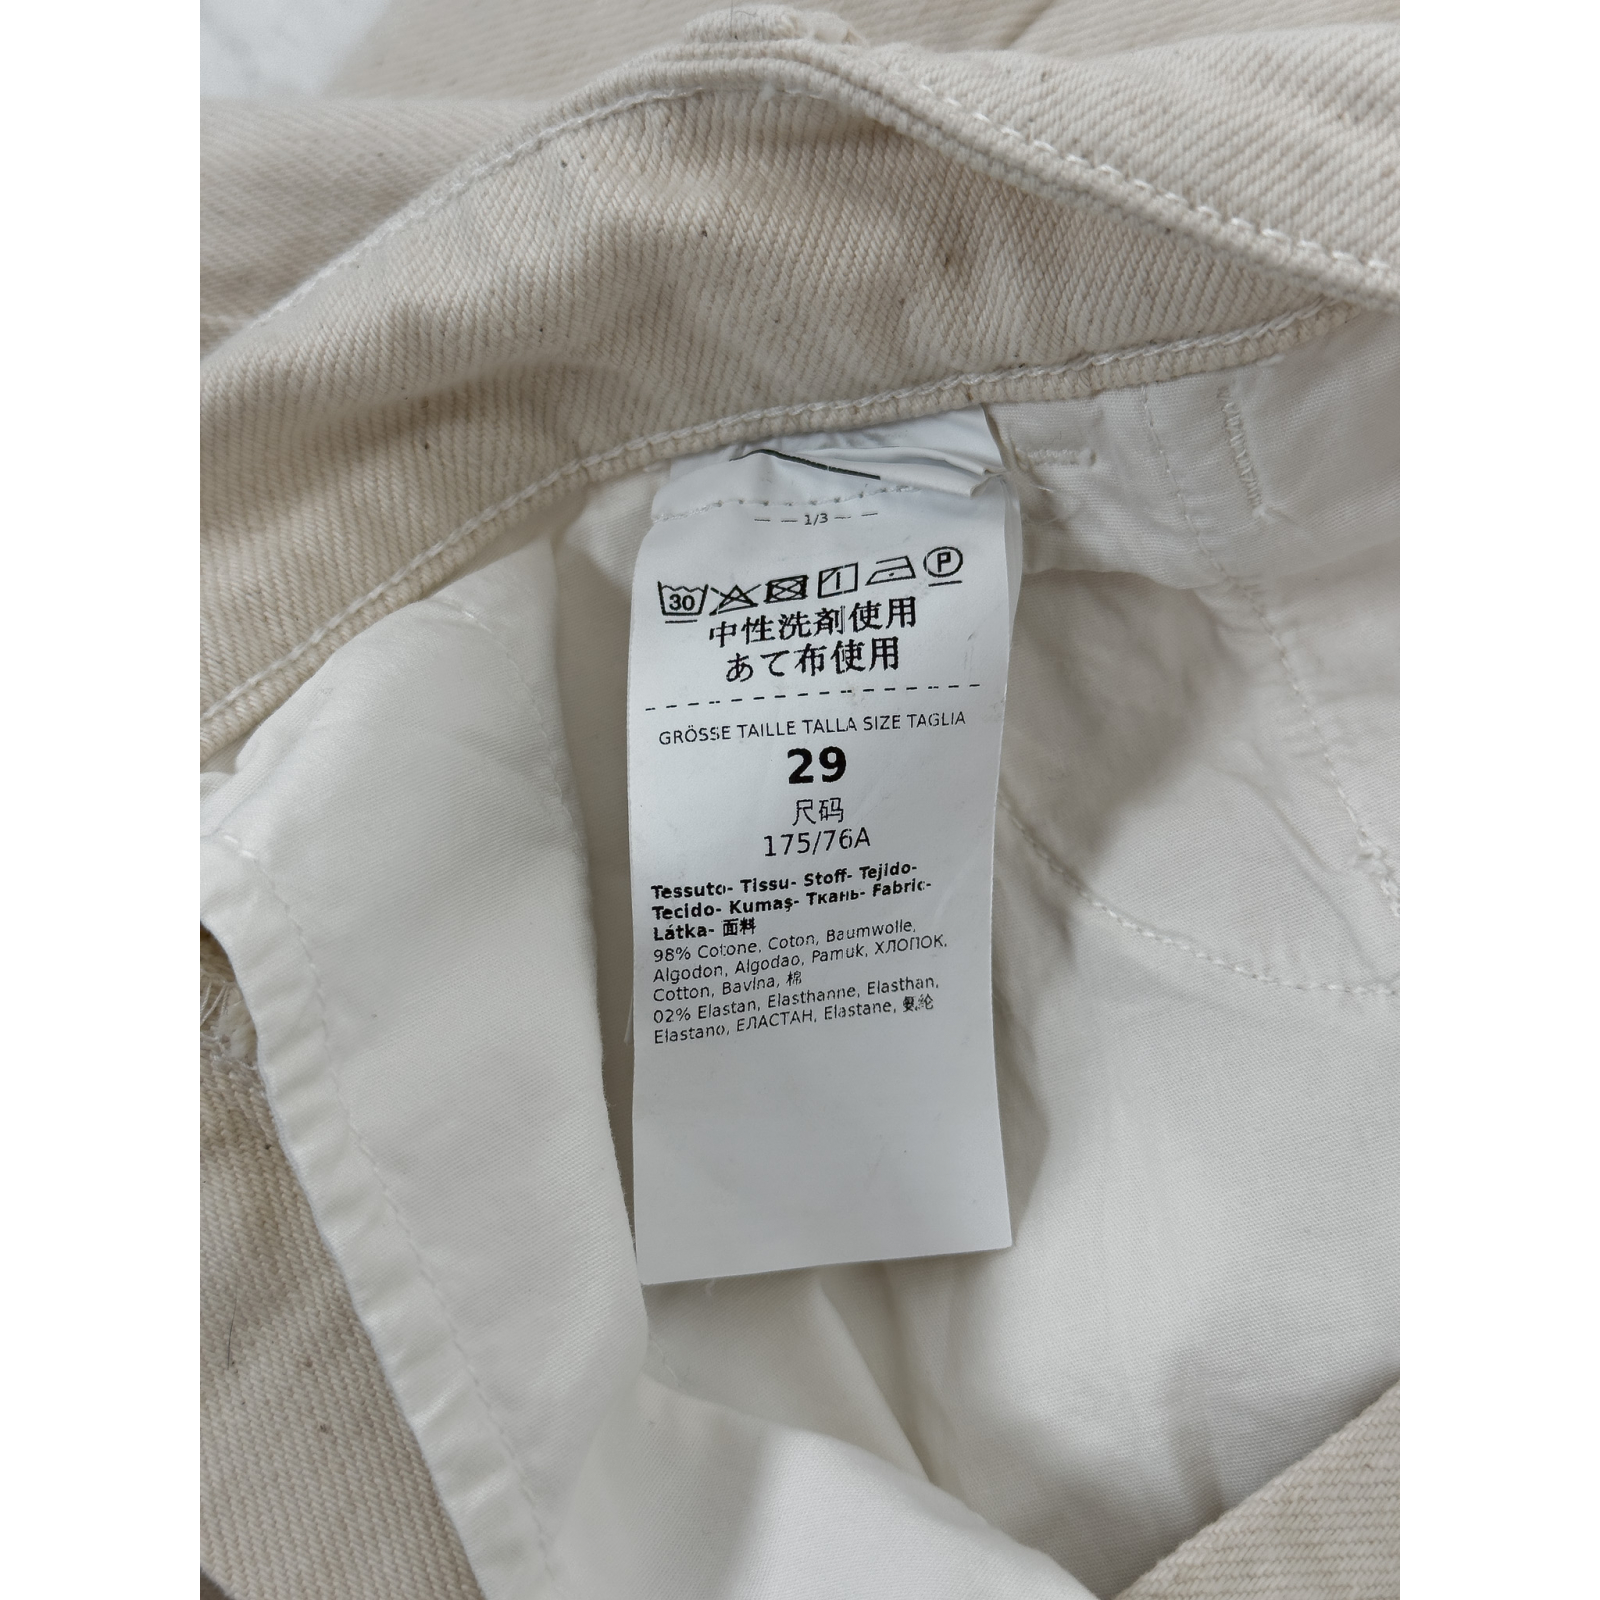 — — 1/3 — —
30 P
中性洗剤使用
あて布使用
GRÖSSE TAILLE TALLA SIZE TAGLIA
29
尺码
175/76A
Tessuto- Tissu- Stoff- Tejido-
Tecido- Kumaş- Ткань- Fabric-
Látka- 面料
98% Cotone, Coton, Baumwolle,
Algodon, Algodao, Pamuk, ХЛОПОК,
Cotton, Bavlna, 棉
02% Elastan, Elasthanne, Elasthan,
Elastano, ЕЛАСТАН, Elastane, 氨纶